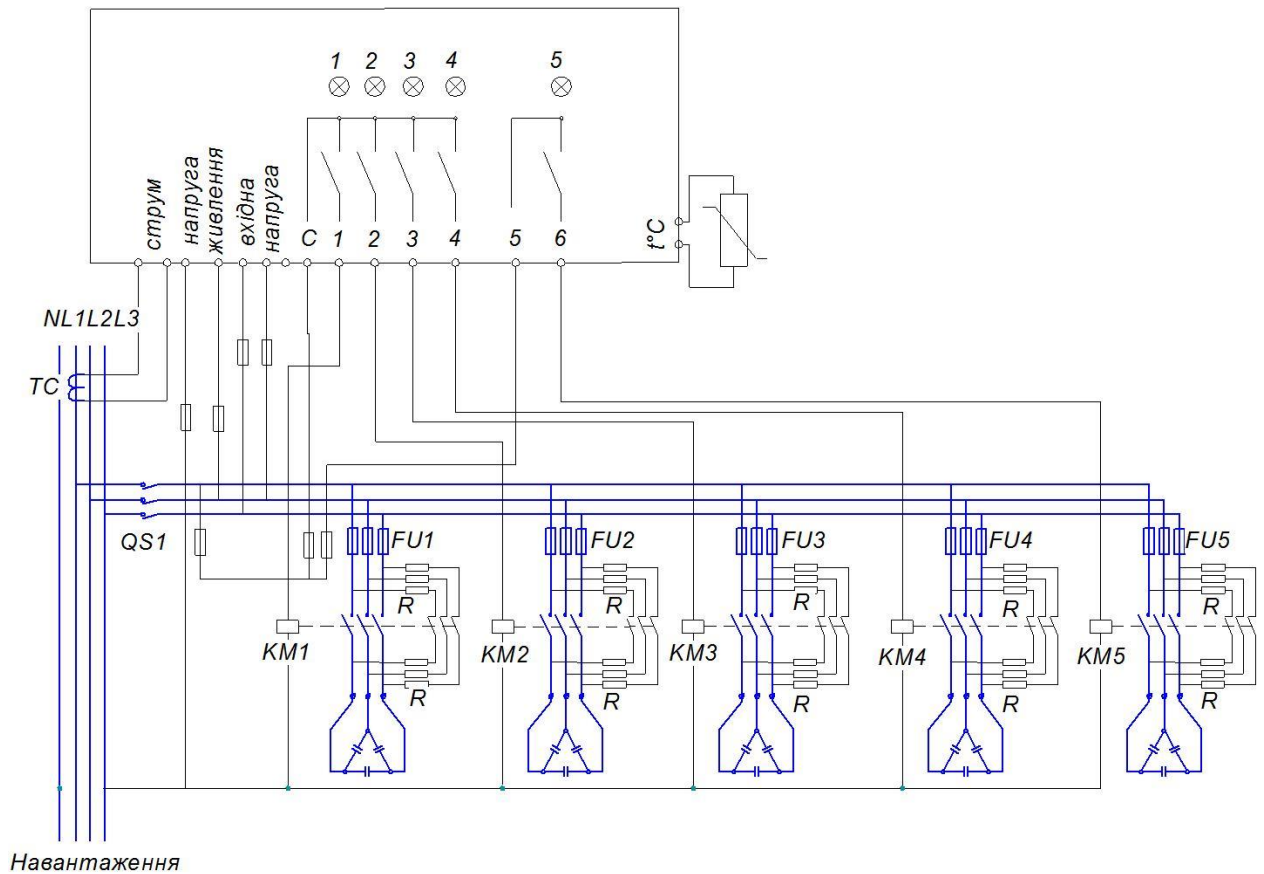 1 2 3 4 5
струм
напруга
живлення
вхідна
напруга
C 1 2 3 4 5 6
t°C
NL1L2L3
TC
QS1
FU1 FU2 FU3 FU4 FU5
R R R R R
KM1 KM2 KM3 KM4 KM5
R R R R R
Навантаження